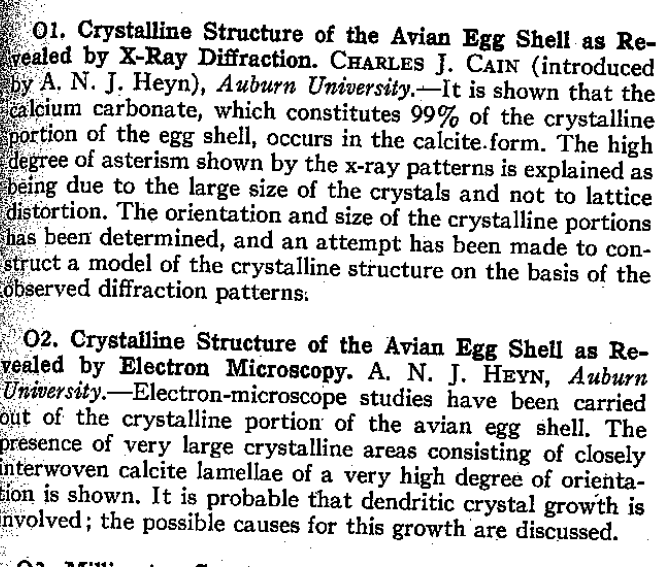 O1. Crystalline Structure of the Avian Egg Shell as Re-
vealed by X-Ray Diffraction. CHARLES J. CAIN (introduced
by A. N. J. Heyn), Auburn University.—It is shown that the
calcium carbonate, which constitutes 99% of the crystalline
portion of the egg shell, occurs in the calcite form. The high
degree of asterism shown by the x-ray patterns is explained as
being due to the large size of the crystals and not to lattice
distortion. The orientation and size of the crystalline portions
has been determined, and an attempt has been made to con-
struct a model of the crystalline structure on the basis of the
observed diffraction patterns.
O2. Crystalline Structure of the Avian Egg Shell as Re-
vealed by Electron Microscopy. A. N. J. HEYN, Auburn
University.—Electron-microscope studies have been carried
out of the crystalline portion of the avian egg shell. The
presence of very large crystalline areas consisting of closely
interwoven calcite lamellae of a very high degree of orienta-
tion is shown. It is probable that dendritic crystal growth is
involved; the possible causes for this growth are discussed.